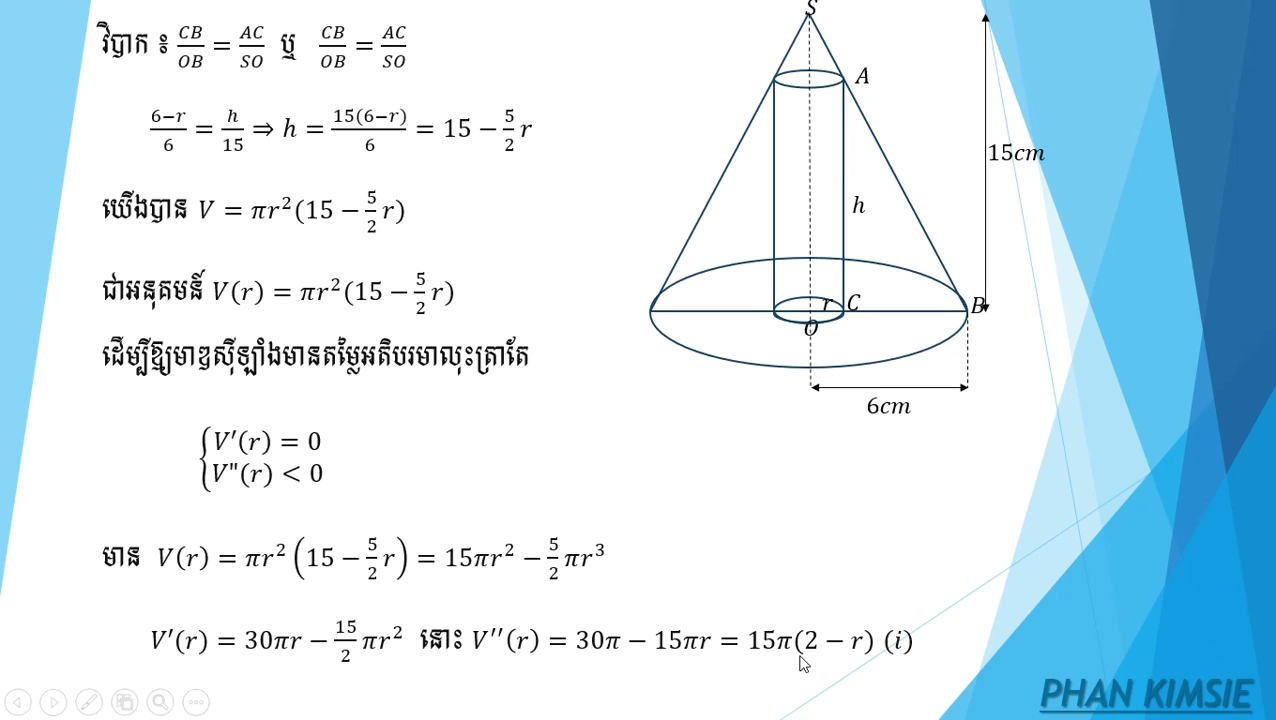 វិបាក ៖ CB/OB = AC/SO ឬ CB/OB = AC/SO
6−r/6 = h/15 ⇒ h = 15(6−r)/6 = 15 − 5/2 r
យើងបាន V = πr²(15 − 5/2 r)
ជាអនុគមន៍ V(r) = πr²(15 − 5/2 r)
ដើម្បីឱ្យមាឌស៊ីឡាំងមានតម្លៃអតិបរមាលុះត្រាតែ
{V′(r) = 0
V"(r) < 0
មាន V(r) = πr² (15 − 5/2 r) = 15πr² − 5/2 πr³
V′(r) = 30πr − 15/2 πr² នោះ V′′(r) = 30π − 15πr = 15π(2 − r) (i)
S
A
15cm
h
r
C
B
O
6cm
PHAN KIMSIE